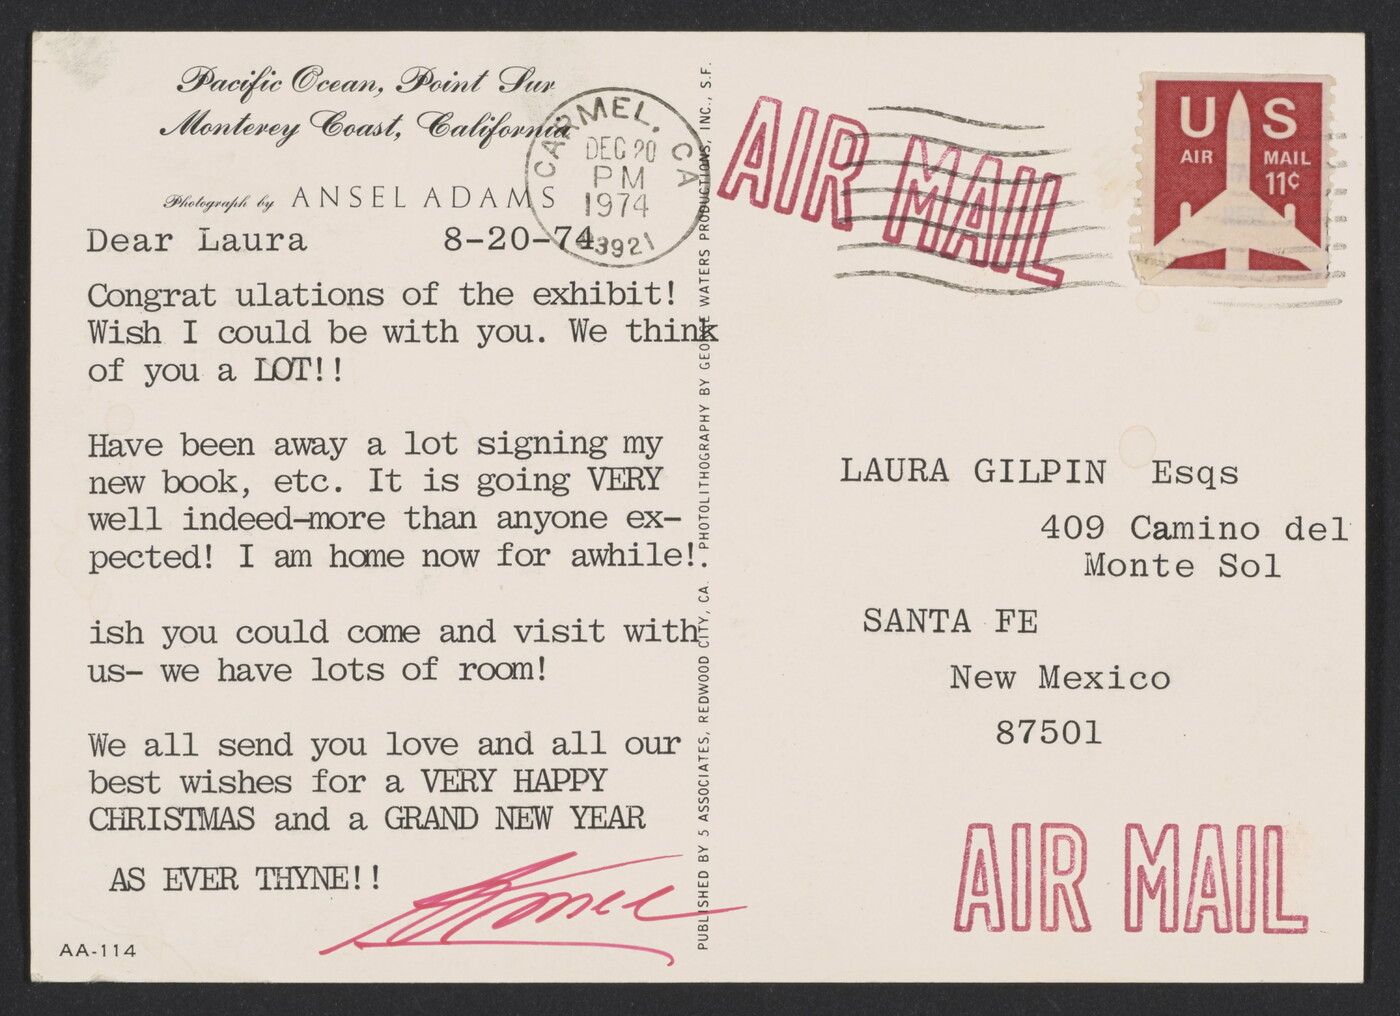 Pacific Ocean, Point Sur
Monterey Coast, California
Photograph by ANSEL ADAMS
CARMEL, CA
DEC 20
PM
1974
93921
AIR MAIL
US
AIR MAIL
11¢
Dear Laura 8-20-74
Congrat ulations of the exhibit!
Wish I could be with you. We think
of you a LOT!!
Have been away a lot signing my
new book, etc. It is going VERY
well indeed—more than anyone ex-
pected! I am home now for awhile!.
ish you could come and visit with
us- we have lots of room!
We all send you love and all our
best wishes for a VERY HAPPY
CHRISTMAS and a GRAND NEW YEAR
AS EVER THYNE!!
AA-114
PUBLISHED BY 5 ASSOCIATES, REDWOOD CITY, CA. PHOTOLITHOGRAPHY BY GEORGE WATERS PRODUCTIONS, INC., S.F.
LAURA GILPIN Esqs
409 Camino del
Monte Sol
SANTA FE
New Mexico
87501
AIR MAIL